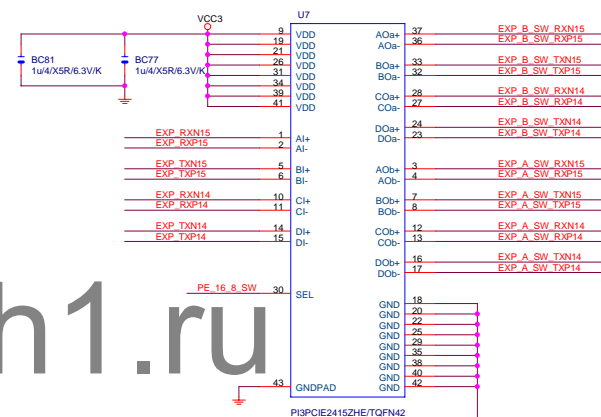 VCC3
U7
BC81
1u/4/X5R/6.3V/K
BC77
1u/4/X5R/6.3V/K
9 VDD
19 VDD
21 VDD
26 VDD
31 VDD
34 VDD
39 VDD
41 VDD
EXP_RXN15 1 AI+
EXP_RXP15 2 AI-
EXP_TXN15 5 BI+
EXP_TXP15 6 BI-
EXP_RXN14 10 CI+
EXP_RXP14 11 CI-
EXP_TXN14 14 DI+
EXP_TXP14 15 DI-
PE_16_8_SW 30 SEL
43 GNDPAD
AOa+ 37 EXP_B_SW_RXN15
AOa- 36 EXP_B_SW_RXP15
BOa+ 33 EXP_B_SW_TXN15
BOa- 32 EXP_B_SW_TXP15
COa+ 28 EXP_B_SW_RXN14
COa- 27 EXP_B_SW_RXP14
DOa+ 24 EXP_B_SW_TXN14
DOa- 23 EXP_B_SW_TXP14
AOb+ 3 EXP_A_SW_RXN15
AOb- 4 EXP_A_SW_RXP15
BOb+ 7 EXP_A_SW_TXN15
BOb- 8 EXP_A_SW_TXP15
COb+ 12 EXP_A_SW_RXN14
COb- 13 EXP_A_SW_RXP14
DOb+ 16 EXP_A_SW_TXN14
DOb- 17 EXP_A_SW_TXP14
GND 18
GND 20
GND 22
GND 25
GND 29
GND 35
GND 38
GND 40
GND 42
PI3PCIE2415ZHE/TQFN42
h1.ru